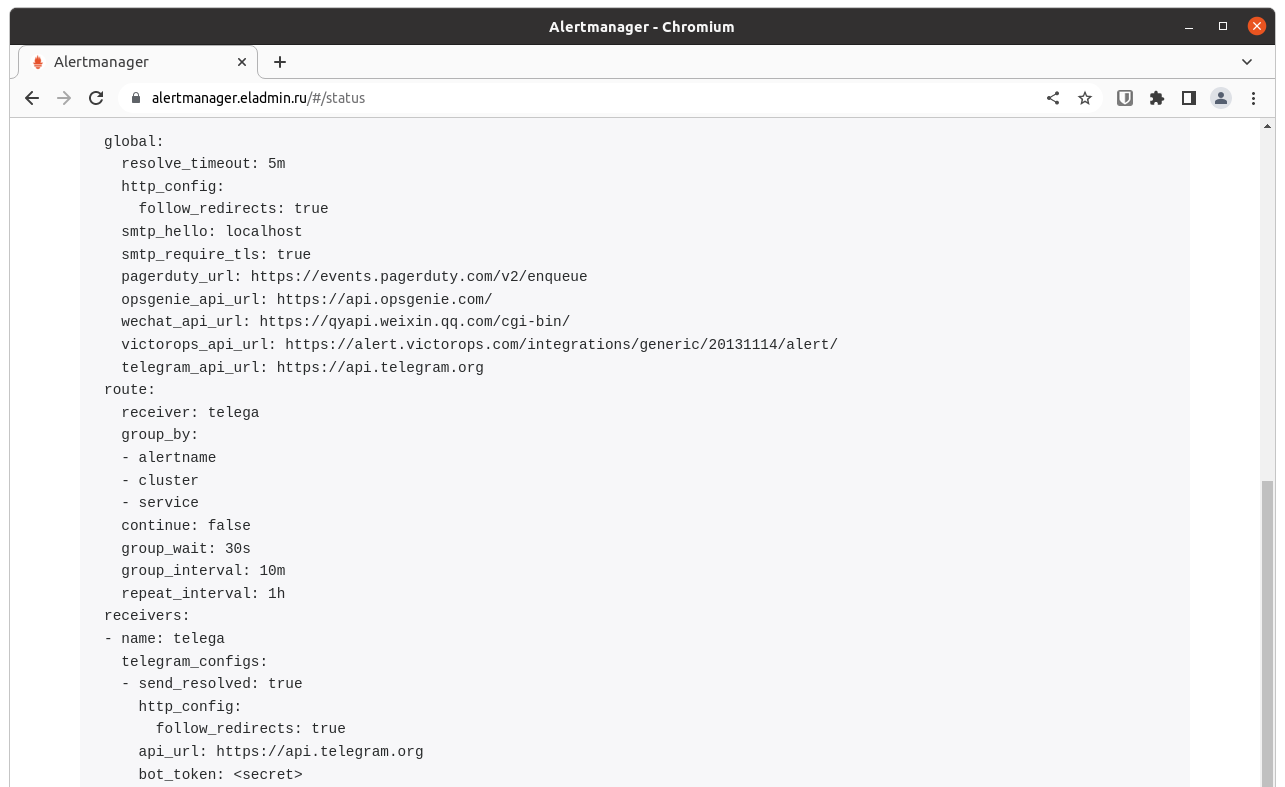 Alertmanager - Chromium
Alertmanager
alertmanager.eladmin.ru/#/status
global:
  resolve_timeout: 5m
  http_config:
    follow_redirects: true
  smtp_hello: localhost
  smtp_require_tls: true
  pagerduty_url: https://events.pagerduty.com/v2/enqueue
  opsgenie_api_url: https://api.opsgenie.com/
  wechat_api_url: https://qyapi.weixin.qq.com/cgi-bin/
  victorops_api_url: https://alert.victorops.com/integrations/generic/20131114/alert/
  telegram_api_url: https://api.telegram.org
route:
  receiver: telega
  group_by:
  - alertname
  - cluster
  - service
  continue: false
  group_wait: 30s
  group_interval: 10m
  repeat_interval: 1h
receivers:
- name: telega
  telegram_configs:
  - send_resolved: true
    http_config:
      follow_redirects: true
    api_url: https://api.telegram.org
    bot_token: <secret>